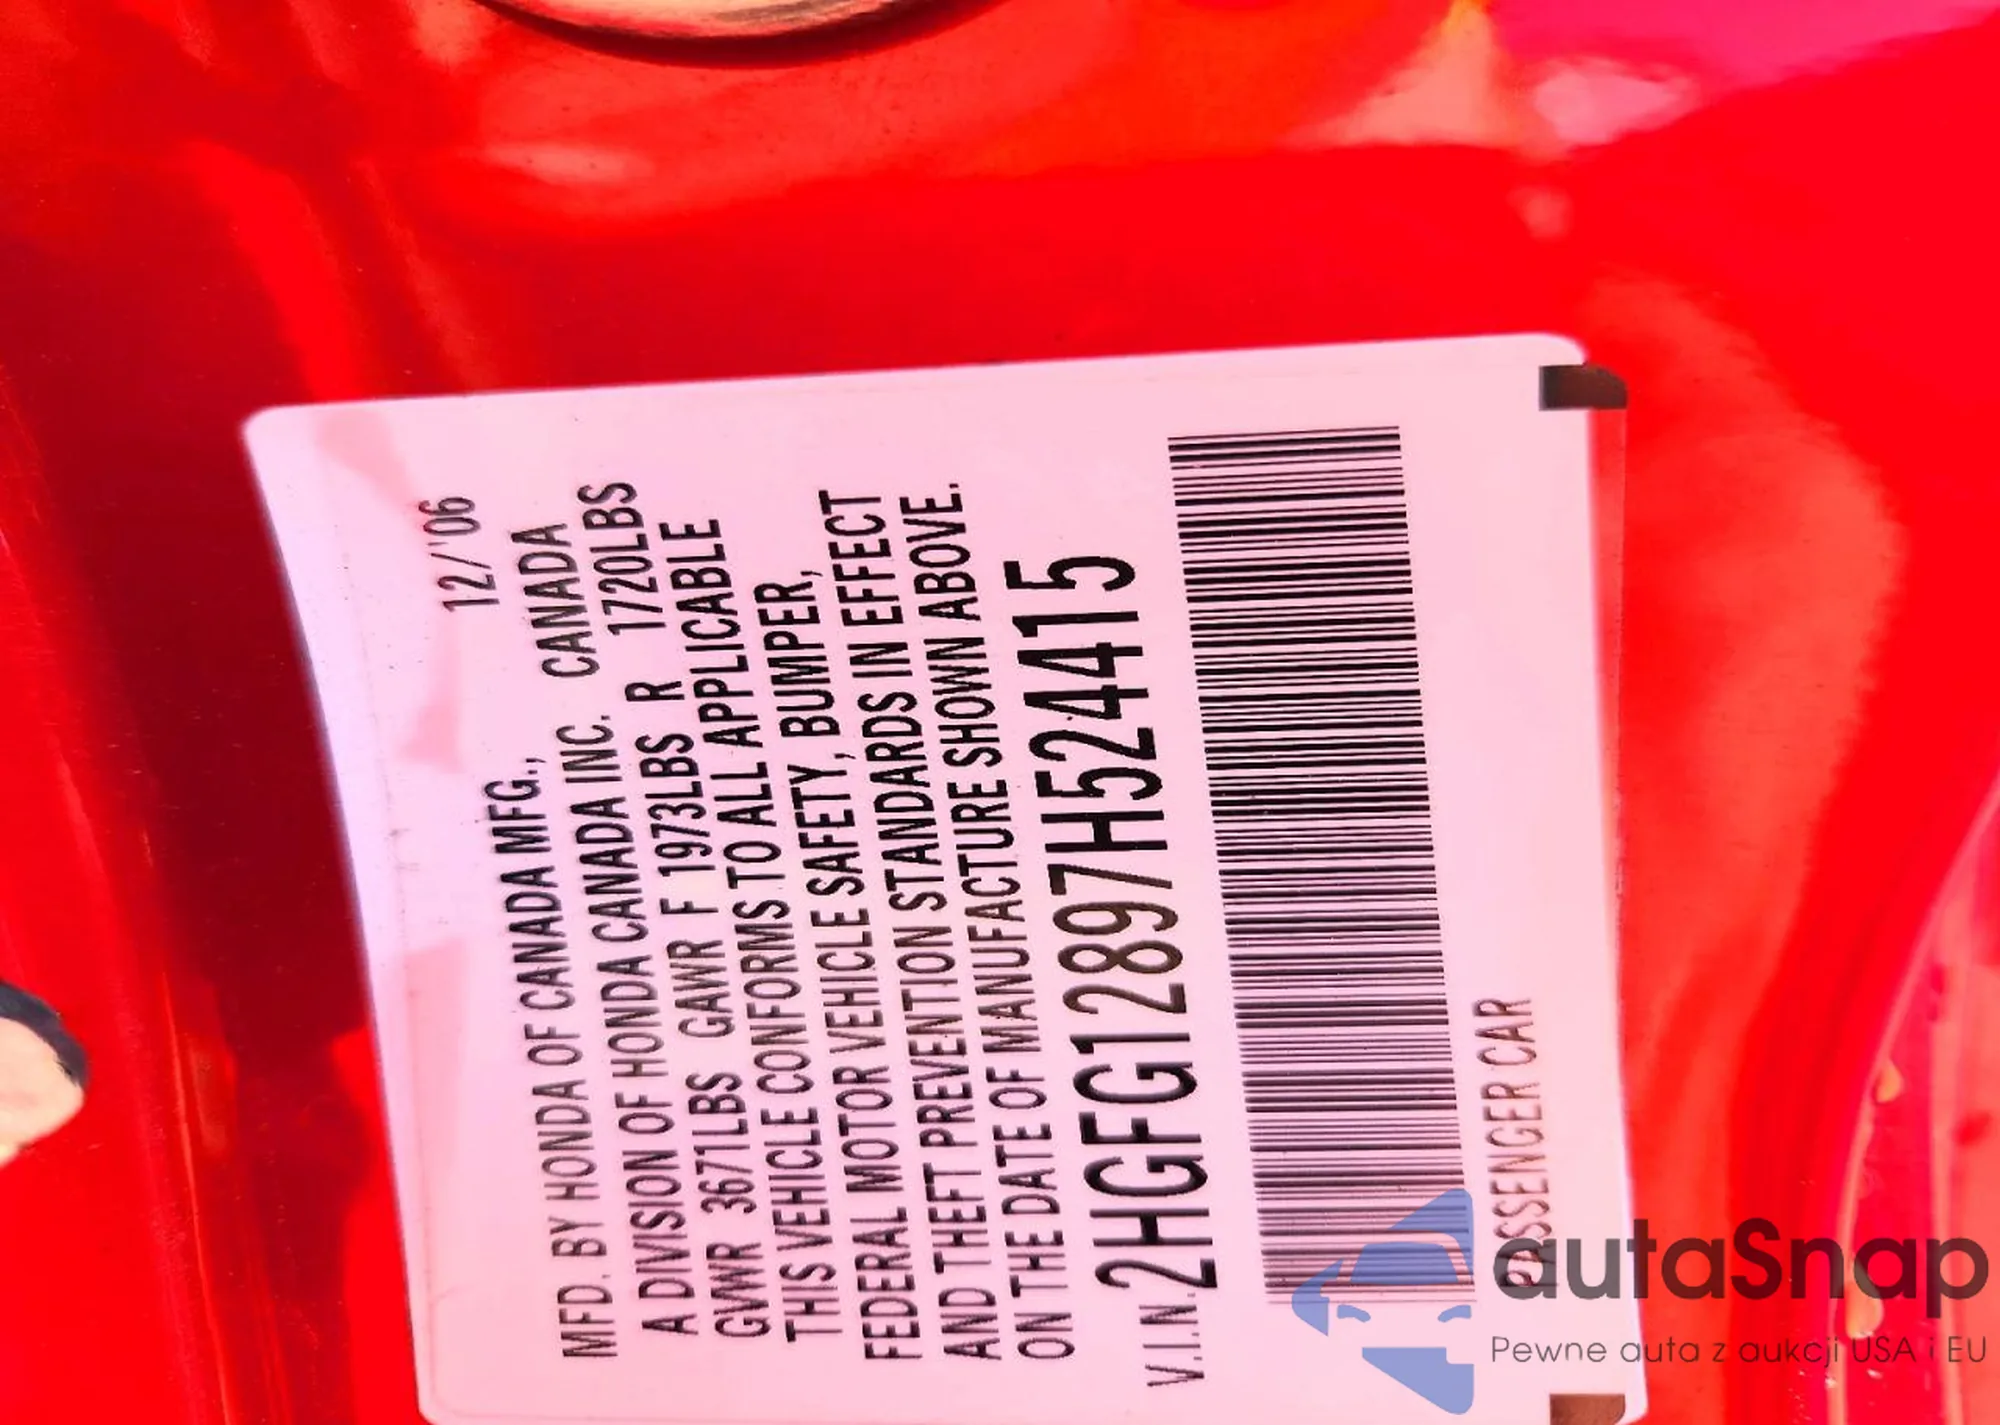 12/'06
MFD. BY HONDA OF CANADA MFG., CANADA
A DIVISION OF HONDA CANADA INC.
GVWR 3671LBS GAWR F 1973LBS R 1720LBS
THIS VEHICLE CONFORMS TO ALL APPLICABLE
FEDERAL MOTOR VEHICLE SAFETY, BUMPER,
AND THEFT PREVENTION STANDARDS IN EFFECT
ON THE DATE OF MANUFACTURE SHOWN ABOVE.
V.I.N. 2HGFG12897H524415
PASSENGER CAR
autaSnap
Pewne auta z aukcji USA i EU